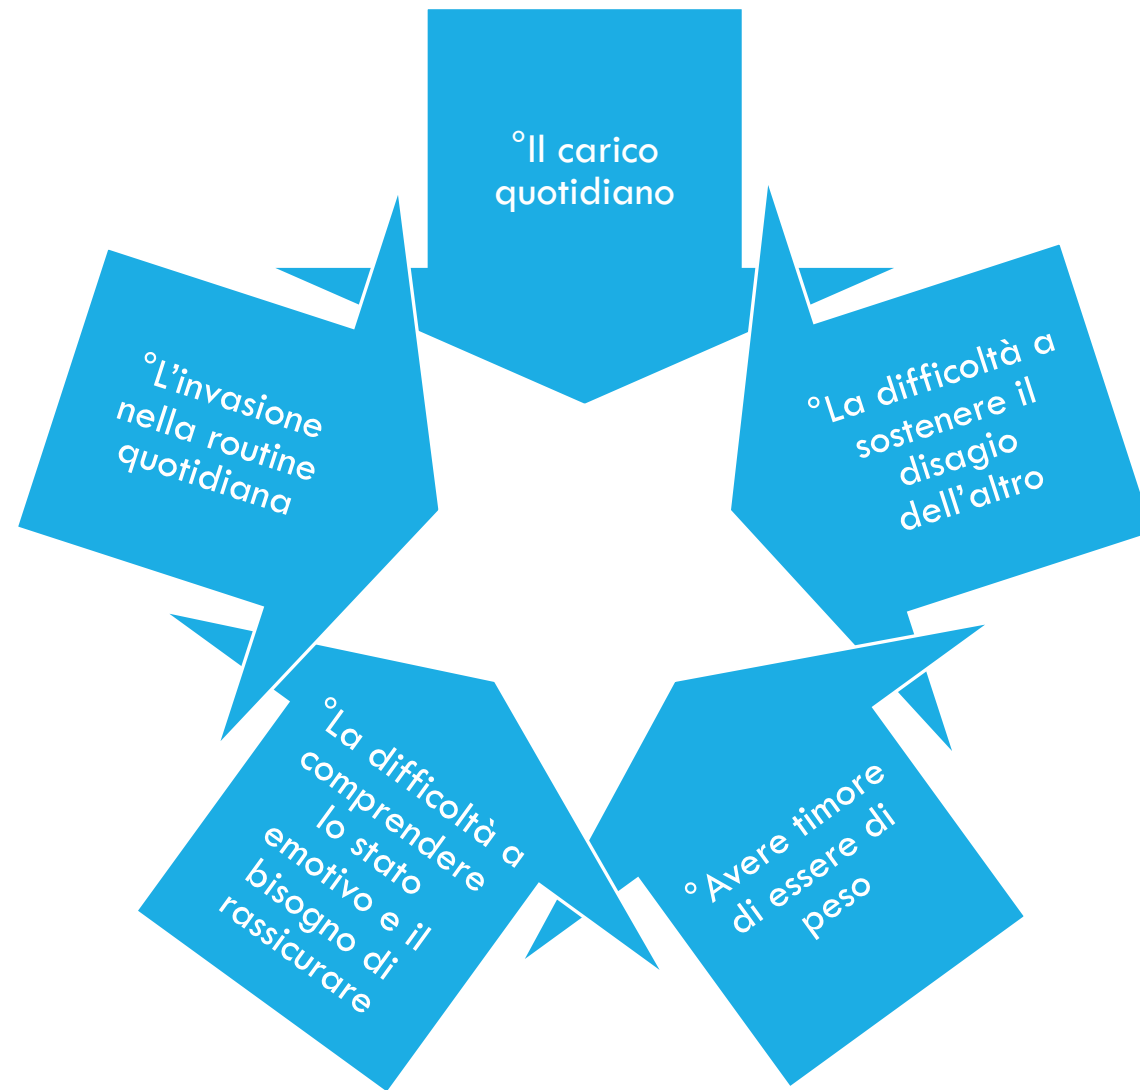 °Il carico
quotidiano
°La difficoltà a
sostenere il
disagio
dell'altro
°Avere timore
di essere di
peso
°La difficoltà a
comprendere
lo stato
emotivo e il
bisogno di
rassicurare
°L'invasione
nella routine
quotidiana